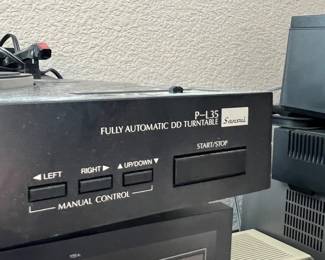 P-L35
Sansui
FULLY AUTOMATIC DD TURNTABLE
START/STOP
◄ LEFT
RIGHT ►
▲ UP/DOWN ▼
MANUAL CONTROL